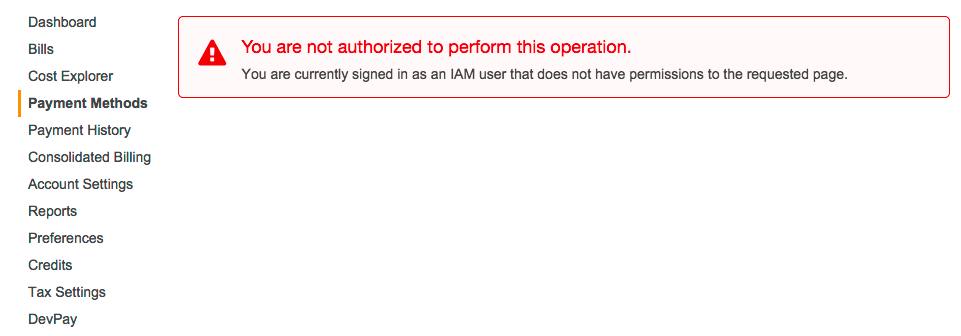 Dashboard
Bills
Cost Explorer
Payment Methods
Payment History
Consolidated Billing
Account Settings
Reports
Preferences
Credits
Tax Settings
DevPay
You are not authorized to perform this operation.
You are currently signed in as an IAM user that does not have permissions to the requested page.